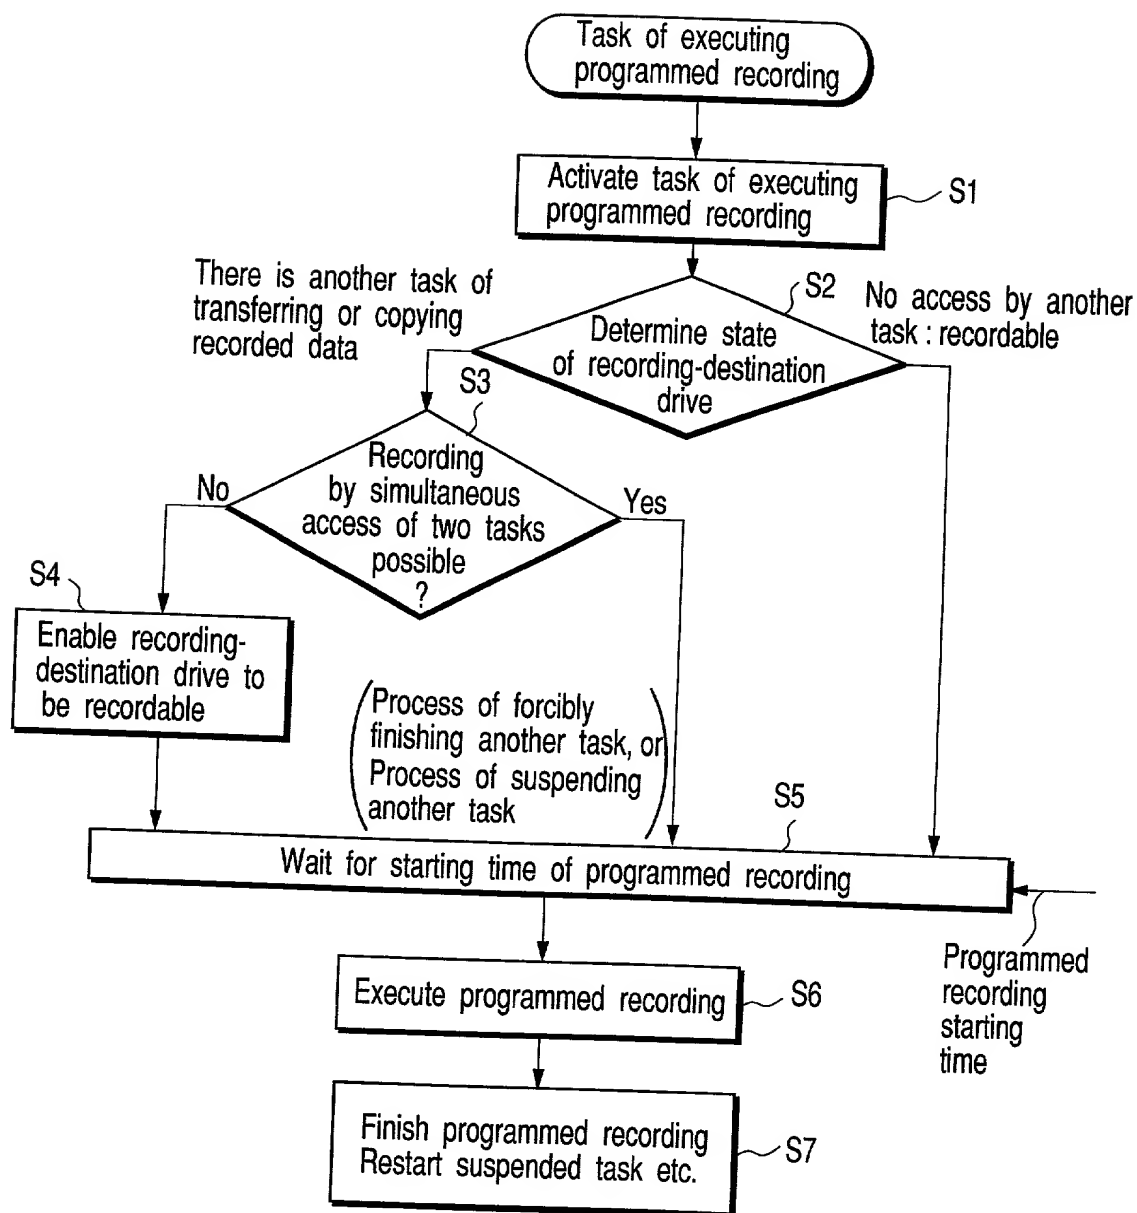 Task of executing
programmed recording
Activate task of executing
programmed recording
S1
There is another task of
transferring or copying
recorded data
S2
No access by another
task : recordable
Determine state
of recording-destination
drive
S3
Recording
by simultaneous
access of two tasks
possible
?
No
Yes
S4
Enable recording-
destination drive to
be recordable
Process of forcibly
finishing another task, or
Process of suspending
another task
S5
Wait for starting time of programmed recording
Programmed
recording
starting
time
Execute programmed recording
S6
Finish programmed recording
Restart suspended task etc.
S7